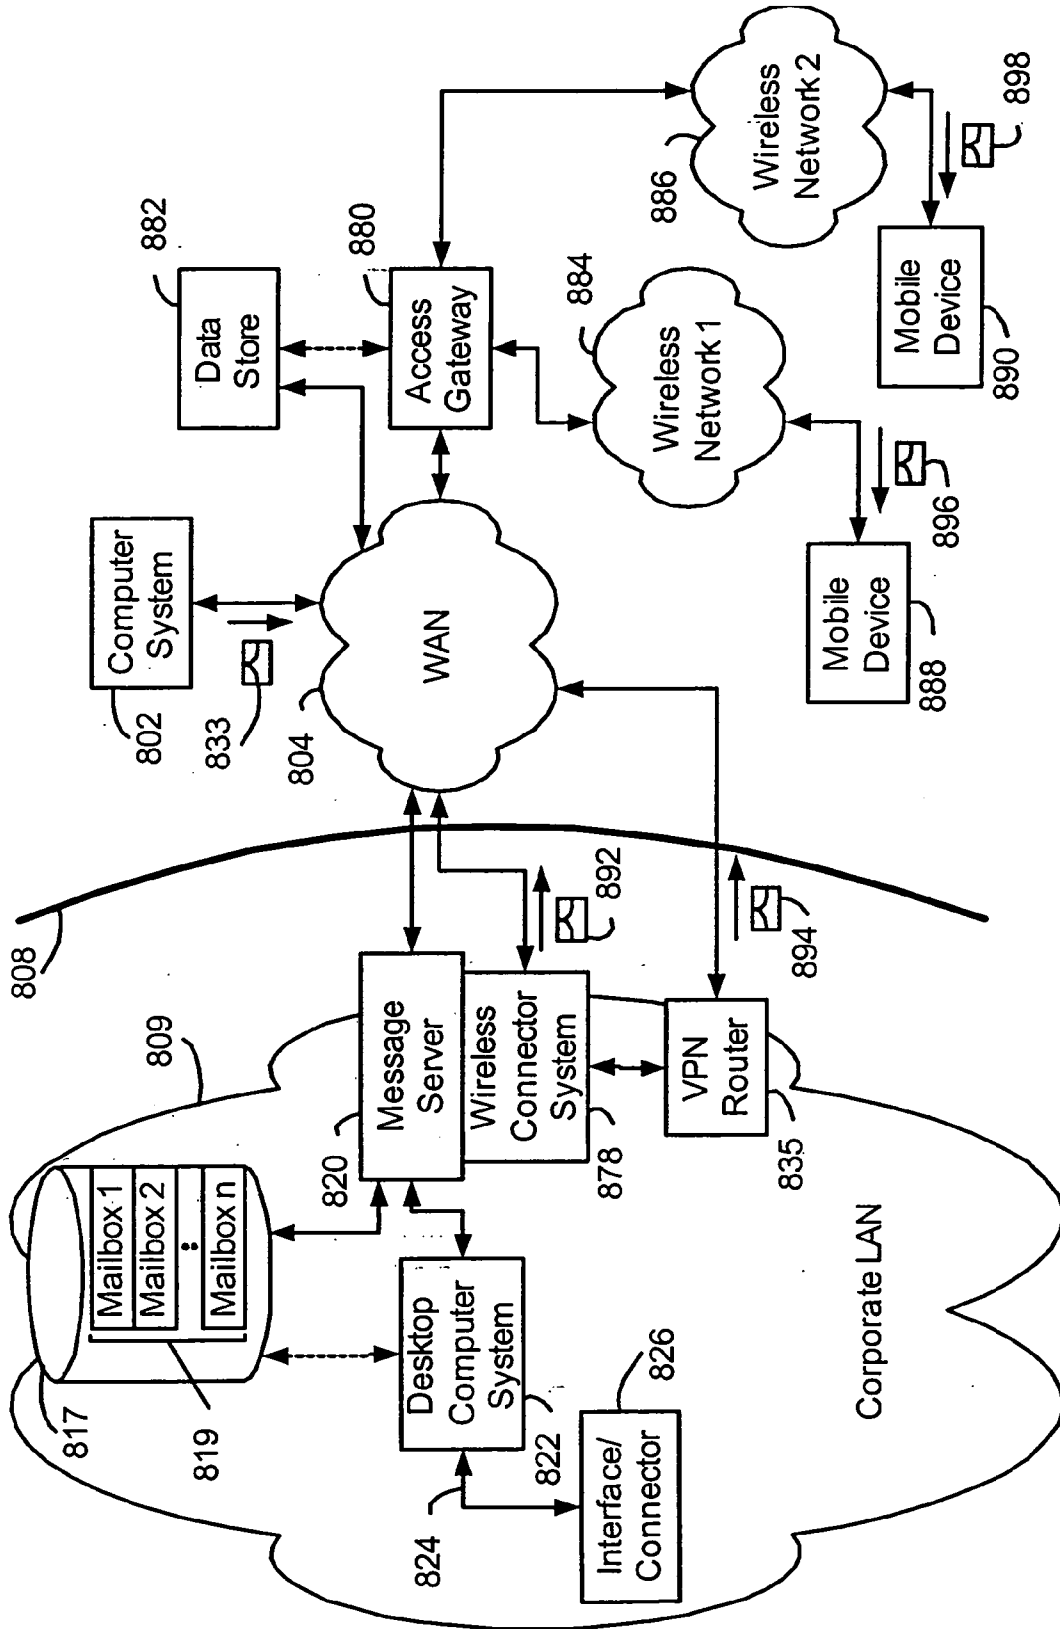 808
809
817
819
Mailbox 1
Mailbox 2
:
Mailbox n
820
Message
Server
Wireless
Connector
System
878
VPN
Router
835
Desktop
Computer
System
822
824
Interface/
Connector
826
Corporate LAN
892
894
Computer
System
802
833
804
WAN
Data
Store
882
Access
Gateway
880
Wireless
Network 1
884
Wireless
Network 2
886
Mobile
Device
888
896
Mobile
Device
890
898